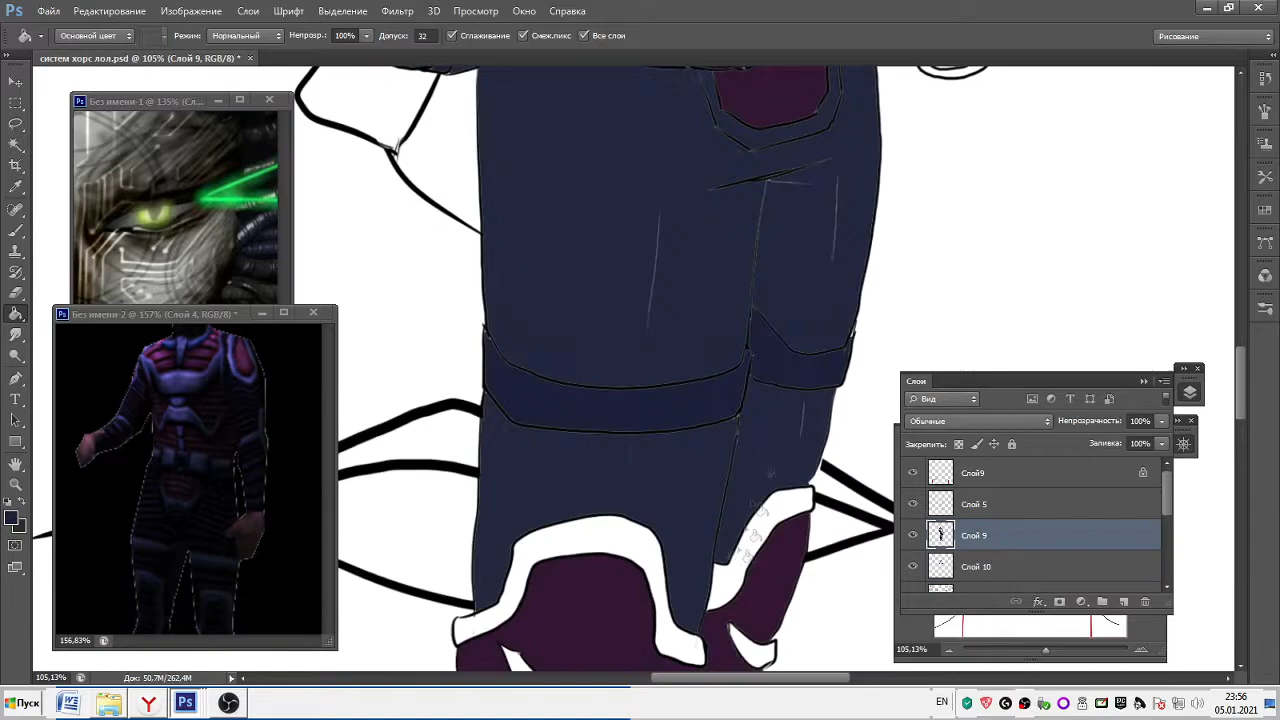 Ps Файл Редактирование Изображение Слои Шрифт Выделение Фильтр 3D Просмотр Окно Справка
Основной цвет Режим: Нормальный Непрозр.: 100% Допуск: 32 Сглаживание Смеж.пикс Все слои Рисование
систем хорс лол.psd @ 105% (Слой 9, RGB/8) *
Без имени-1 @ 135% (Сл...
Без имени-2 @ 157% (Слой 4, RGB/8) *
156,83%
Слои
Вид
Обычные Непрозрачность: 100%
Закрепить: Заливка: 100%
Слой9
Слой 5
Слой 9
Слой 10
105,13%
105,13% Док: 50,7M/262,4M
Пуск EN 23:56
05.01.2021